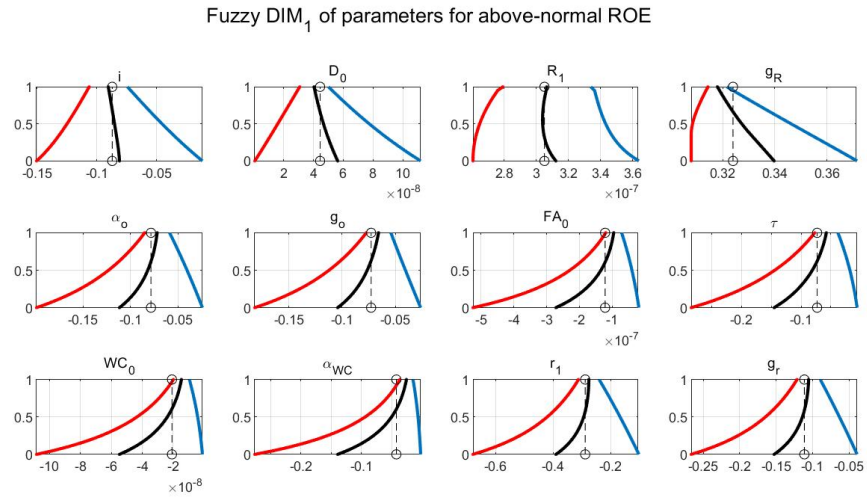 Fuzzy DIM₁ of parameters for above-normal ROE
i
1
0.5
0
-0.15 -0.1 -0.05
D₀
1
0.5
0
2 4 6 8 10
×10⁻⁸
R₁
1
0.5
0
2.8 3 3.2 3.4 3.6
×10⁻⁷
g_R
1
0.5
0
0.32 0.34 0.36
α_o
1
0.5
0
-0.15 -0.1 -0.05
g_o
1
0.5
0
-0.15 -0.1 -0.05
FA₀
1
0.5
0
-5 -4 -3 -2 -1
×10⁻⁷
τ
1
0.5
0
-0.2 -0.1
WC₀
1
0.5
0
-10 -8 -6 -4 -2
×10⁻⁸
α_WC
1
0.5
0
-0.2 -0.1
r₁
1
0.5
0
-0.6 -0.4 -0.2 -0.1
g_r
1
0.5
0
-0.25 -0.2 -0.15 -0.1 -0.05